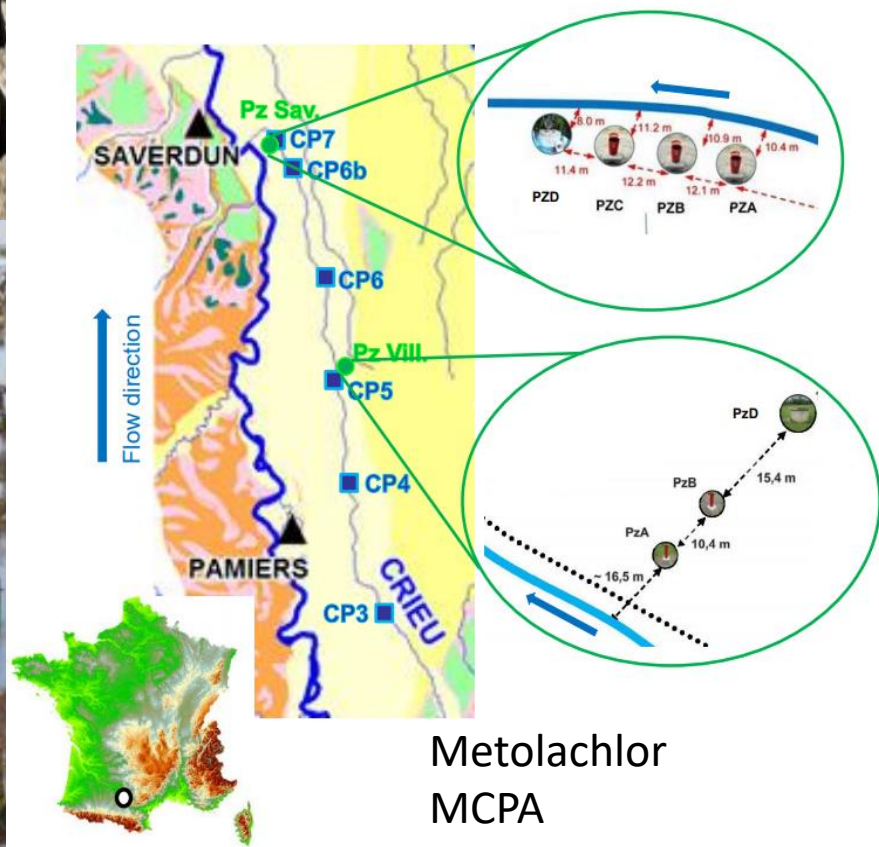 Pz Sav.
SAVERDUN
CP7
CP6b
CP6
Pz Vill.
CP5
CP4
PAMIERS
CRIEU
CP3
Flow direction
8.0 m
11.2 m
10.9 m
10.4 m
11.4 m
12.2 m
12.1 m
PZD
PZC
PZB
PZA
PzD
15,4 m
PzB
10,4 m
PzA
~ 16,5 m
Metolachlor
MCPA